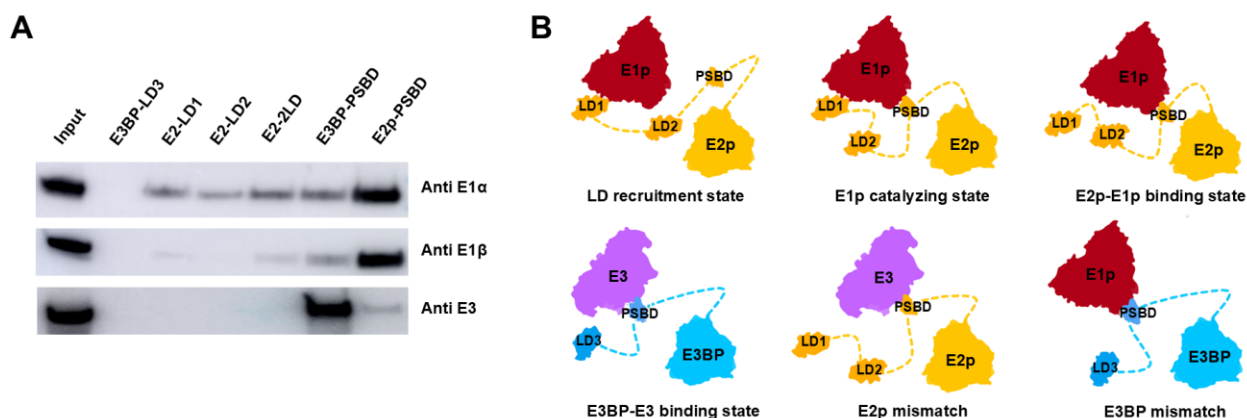 A
Input
E3BP-LD3
E2-LD1
E2-LD2
E2-2LD
E3BP-PSBD
E2p-PSBD
Anti E1α
Anti E1β
Anti E3
B
E1p
LD1
LD2
PSBD
E2p
LD recruitment state
E1p
LD1
LD2
PSBD
E2p
E1p catalyzing state
E1p
LD1
LD2
PSBD
E2p
E2p-E1p binding state
E3
PSBD
LD3
E3BP
E3BP-E3 binding state
E3
PSBD
LD1
LD2
E2p
E2p mismatch
E1p
PSBD
LD3
E3BP
E3BP mismatch